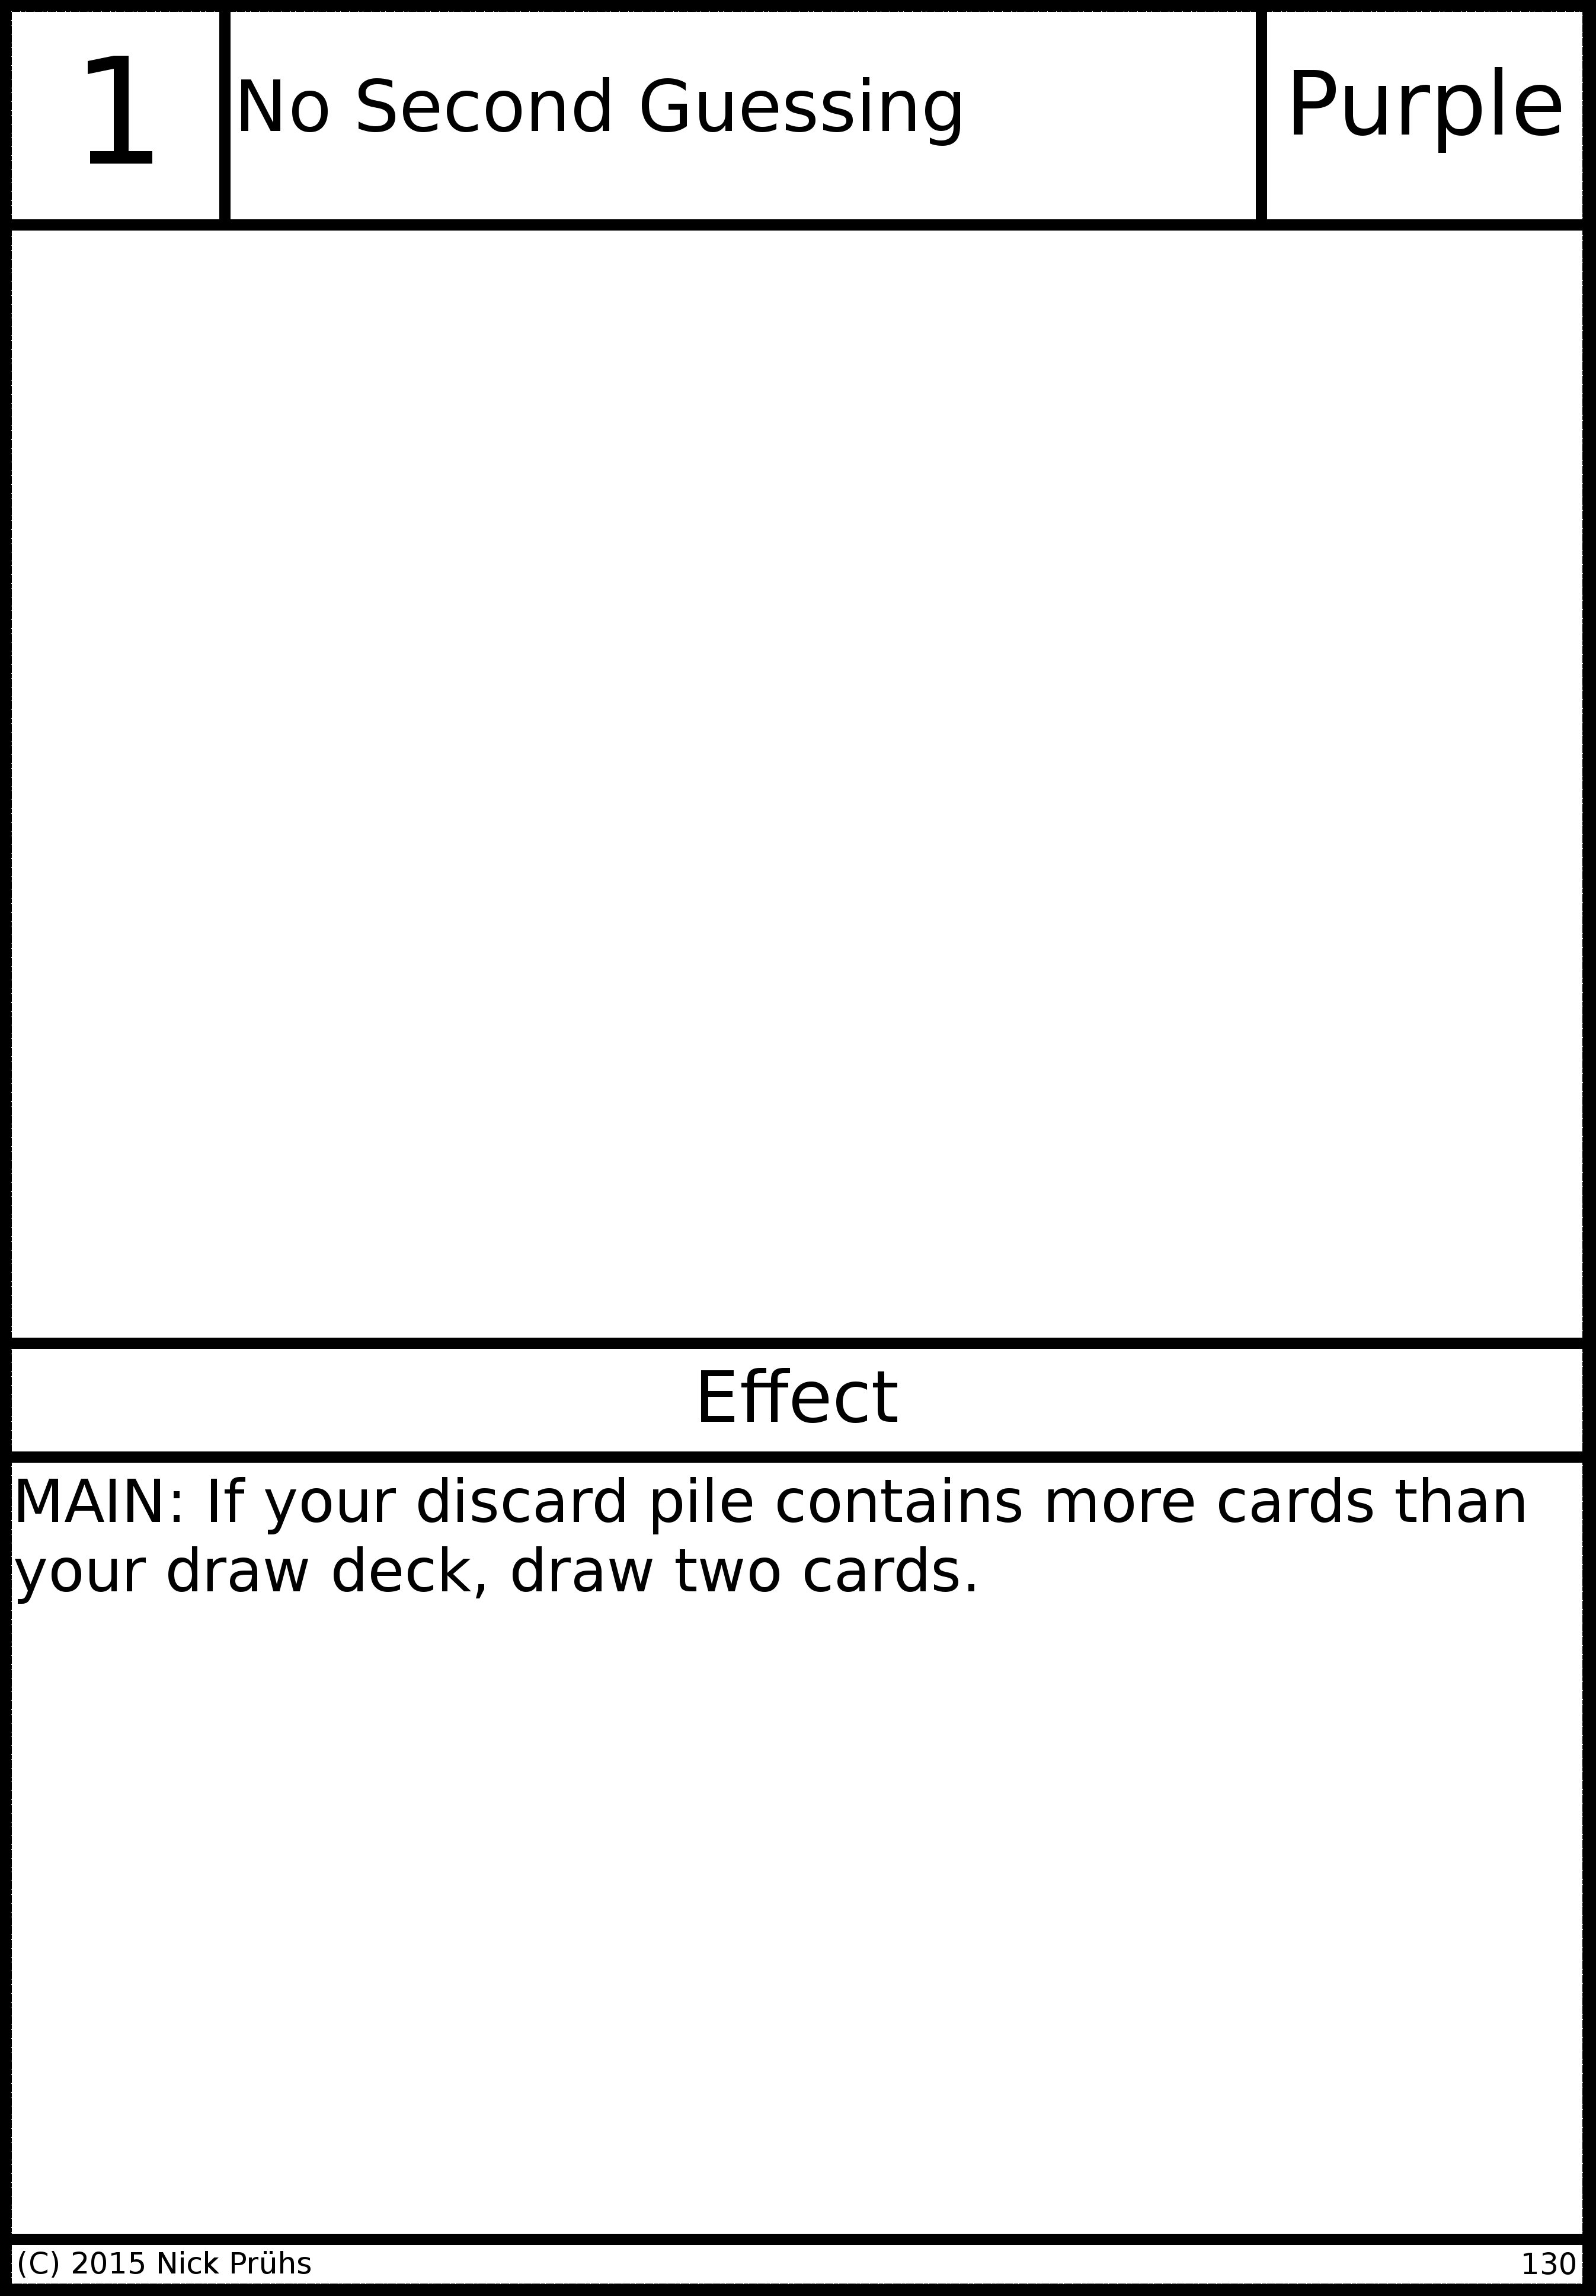 1
No Second Guessing
Purple
Effect
MAIN: If your discard pile contains more cards than
your draw deck, draw two cards.
(C) 2015 Nick Prühs
130